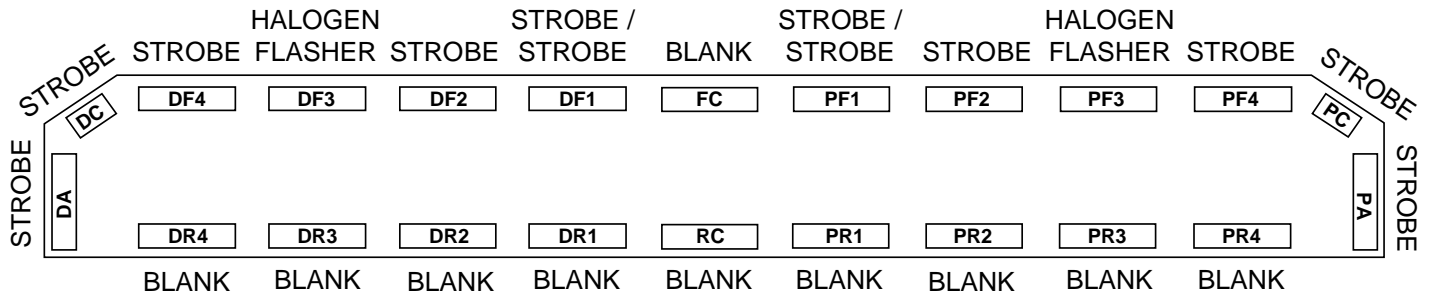 HALOGEN STROBE / STROBE / HALOGEN
STROBE STROBE FLASHER STROBE STROBE BLANK STROBE STROBE FLASHER STROBE STROBE
DC DF4 DF3 DF2 DF1 FC PF1 PF2 PF3 PF4 PC
STROBE DA PA STROBE
DR4 DR3 DR2 DR1 RC PR1 PR2 PR3 PR4
BLANK BLANK BLANK BLANK BLANK BLANK BLANK BLANK BLANK